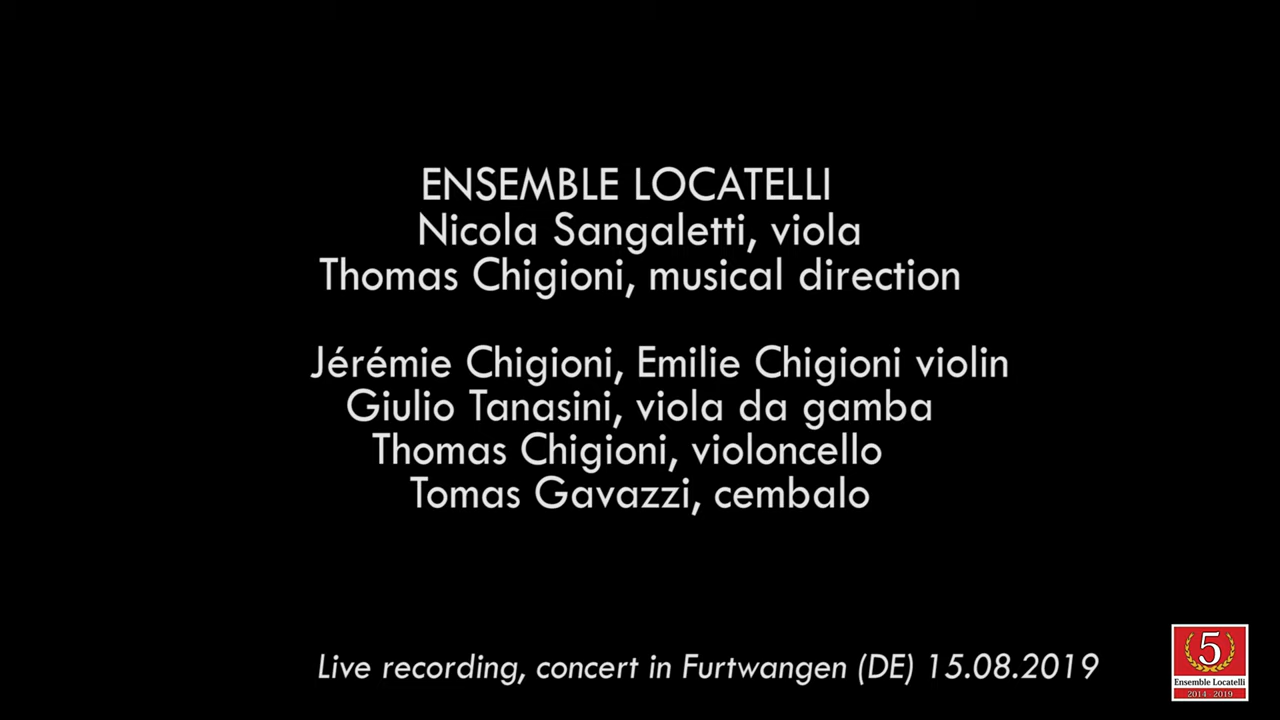 ENSEMBLE LOCATELLI
Nicola Sangaletti, viola
Thomas Chigioni, musical direction
Jérémie Chigioni, Emilie Chigioni violin
Giulio Tanasini, viola da gamba
Thomas Chigioni, violoncello
Tomas Gavazzi, cembalo
Live recording, concert in Furtwangen (DE) 15.08.2019
5
Ensemble Locatelli
2014 - 2019